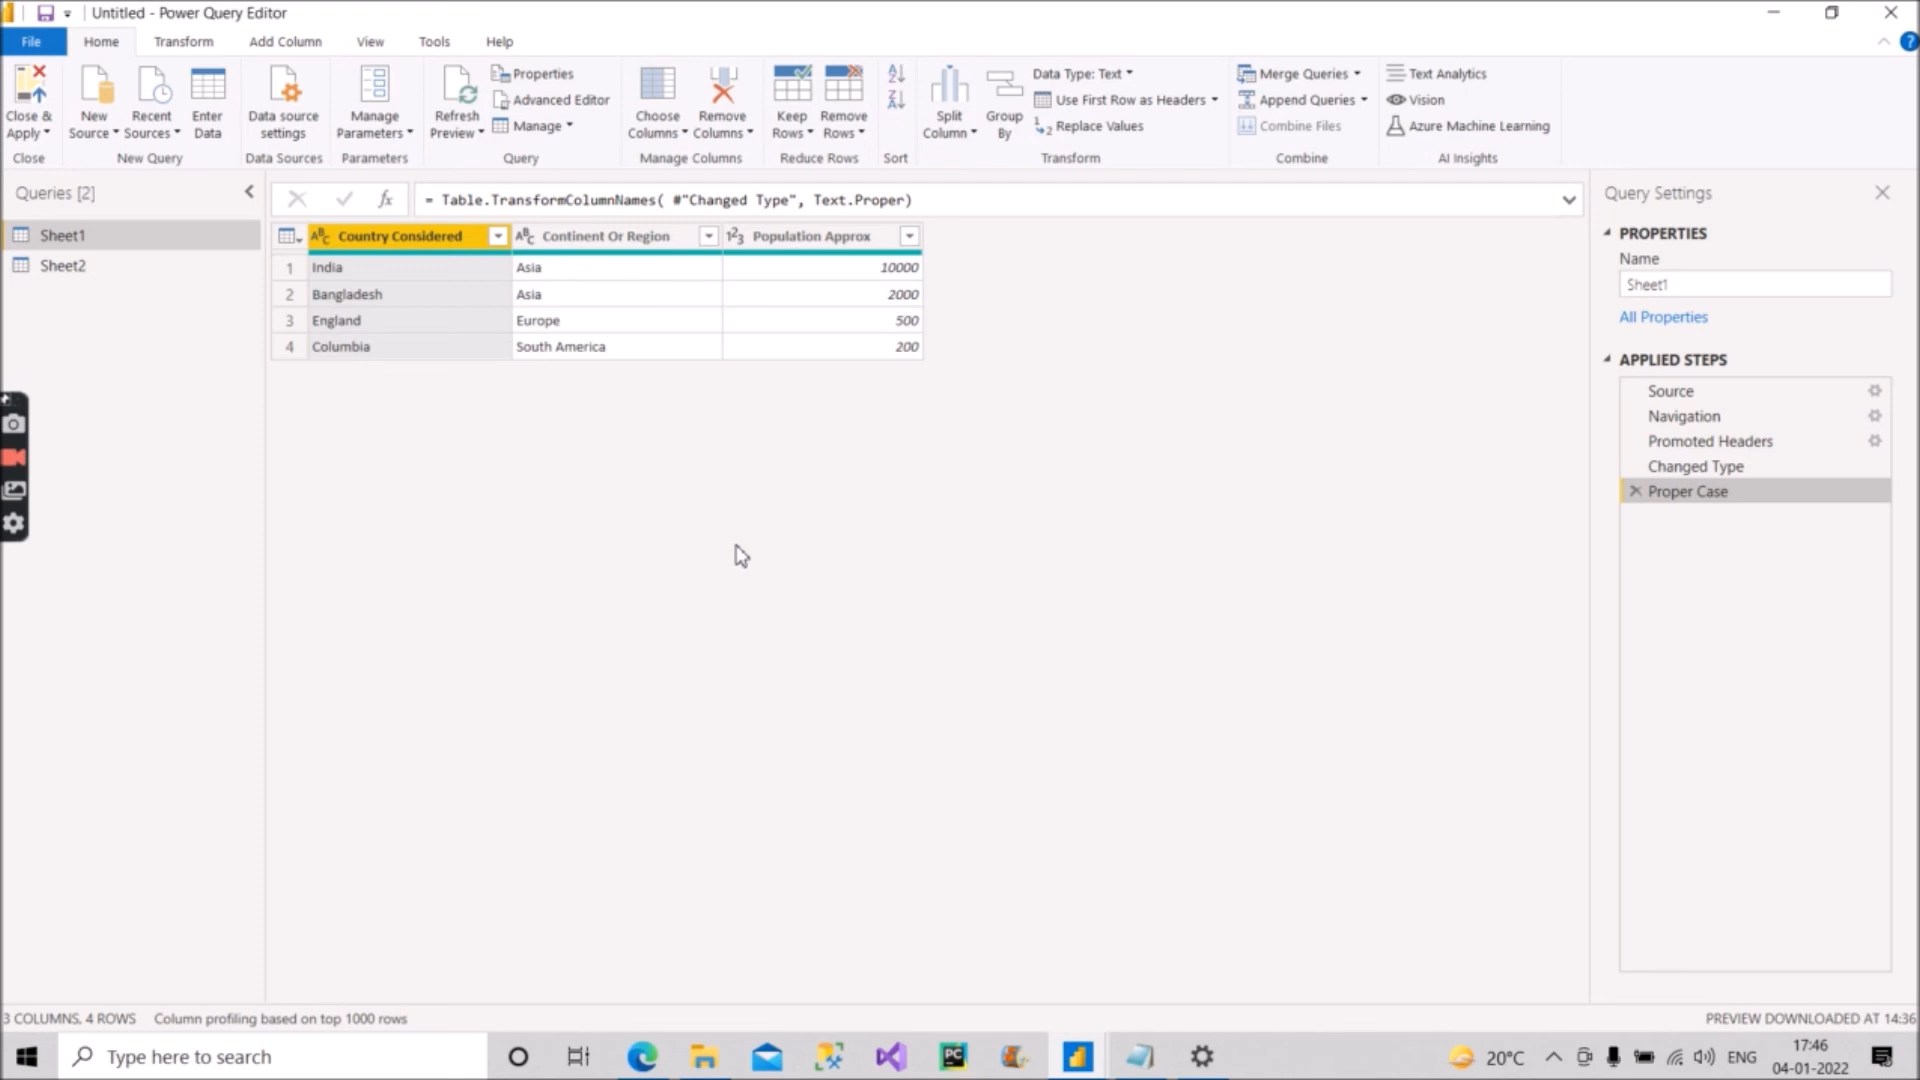 Untitled - Power Query Editor
File Home Transform Add Column View Tools Help
?
Close & Apply
New Source
Recent Sources
Enter Data
Data source settings
Manage Parameters
Refresh Preview
Properties
Advanced Editor
Manage
Choose Columns
Remove Columns
Keep Rows
Remove Rows
Split Column
Group By
Data Type: Text
Use First Row as Headers
Replace Values
Merge Queries
Append Queries
Combine Files
Text Analytics
Vision
Azure Machine Learning
Close New Query Data Sources Parameters Query Manage Columns Reduce Rows Sort Transform Combine AI Insights
Queries [2]
Sheet1
Sheet2
fx = Table.TransformColumnNames( #"Changed Type", Text.Proper)
ABC Country Considered ABC Continent Or Region 123 Population Approx
1 India Asia 10000
2 Bangladesh Asia 2000
3 England Europe 500
4 Columbia South America 200
Query Settings
PROPERTIES
Name
Sheet1
All Properties
APPLIED STEPS
Source
Navigation
Promoted Headers
Changed Type
Proper Case
3 COLUMNS, 4 ROWS Column profiling based on top 1000 rows
PREVIEW DOWNLOADED AT 14:36
Type here to search
PC
20°C ENG
17:46
04-01-2022